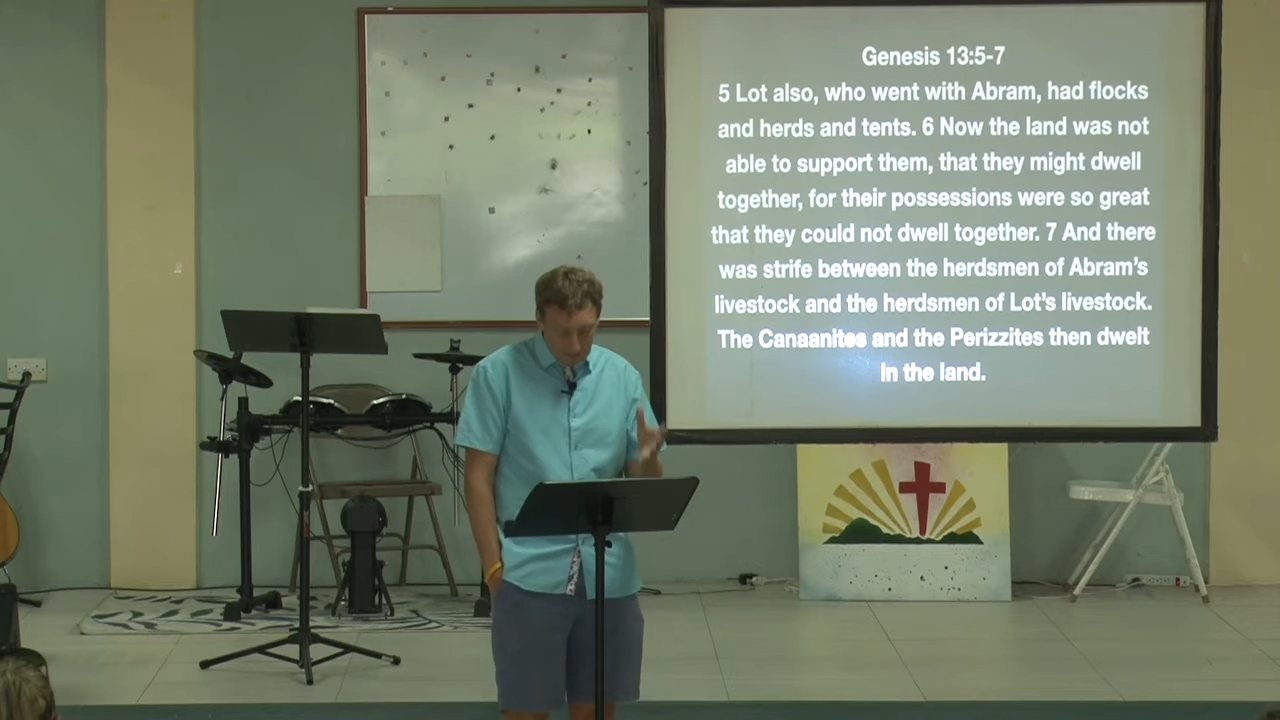 Genesis 13:5-7
5 Lot also, who went with Abram, had flocks
and herds and tents. 6 Now the land was not
able to support them, that they might dwell
together, for their possessions were so great
that they could not dwell together. 7 And there
was strife between the herdsmen of Abram's
livestock and the herdsmen of Lot's livestock.
The Canaanites and the Perizzites then dwelt
in the land.